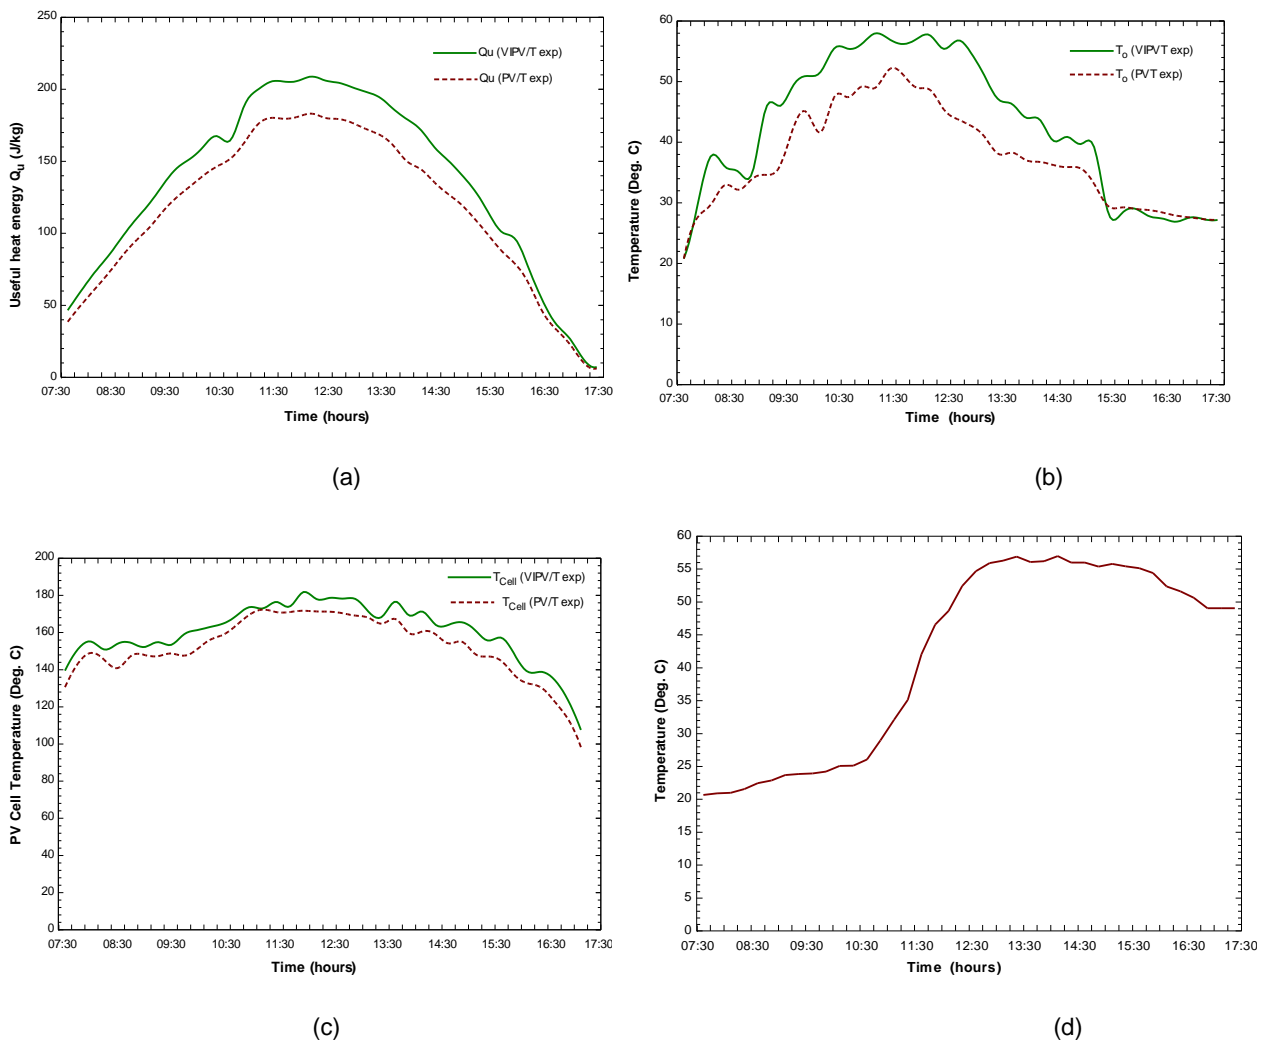 250
200
150
100
50
0
Useful heat energy Qu (J/kg)
Qu (VIPV/T exp)
Qu (PV/T exp)
07:30 08:30 09:30 10:30 11:30 12:30 13:30 14:30 15:30 16:30 17:30
Time (hours)
(a)
60
50
40
30
20
10
0
Temperature (Deg. C)
To (VIPVT exp)
To (PVT exp)
07:30 08:30 09:30 10:30 11:30 12:30 13:30 14:30 15:30 16:30 17:30
Time (hours)
(b)
200
180
160
140
120
100
80
60
40
20
0
PV Cell Temperature (Deg. C)
TCell (VIPV/T exp)
TCell (PV/T exp)
07:30 08:30 09:30 10:30 11:30 12:30 13:30 14:30 15:30 16:30 17:30
Time (hours)
(c)
60
55
50
45
40
35
30
25
20
15
10
5
0
Temperature (Deg. C)
07:30 08:30 09:30 10:30 11:30 12:30 13:30 14:30 15:30 16:30 17:30
Time (hours)
(d)